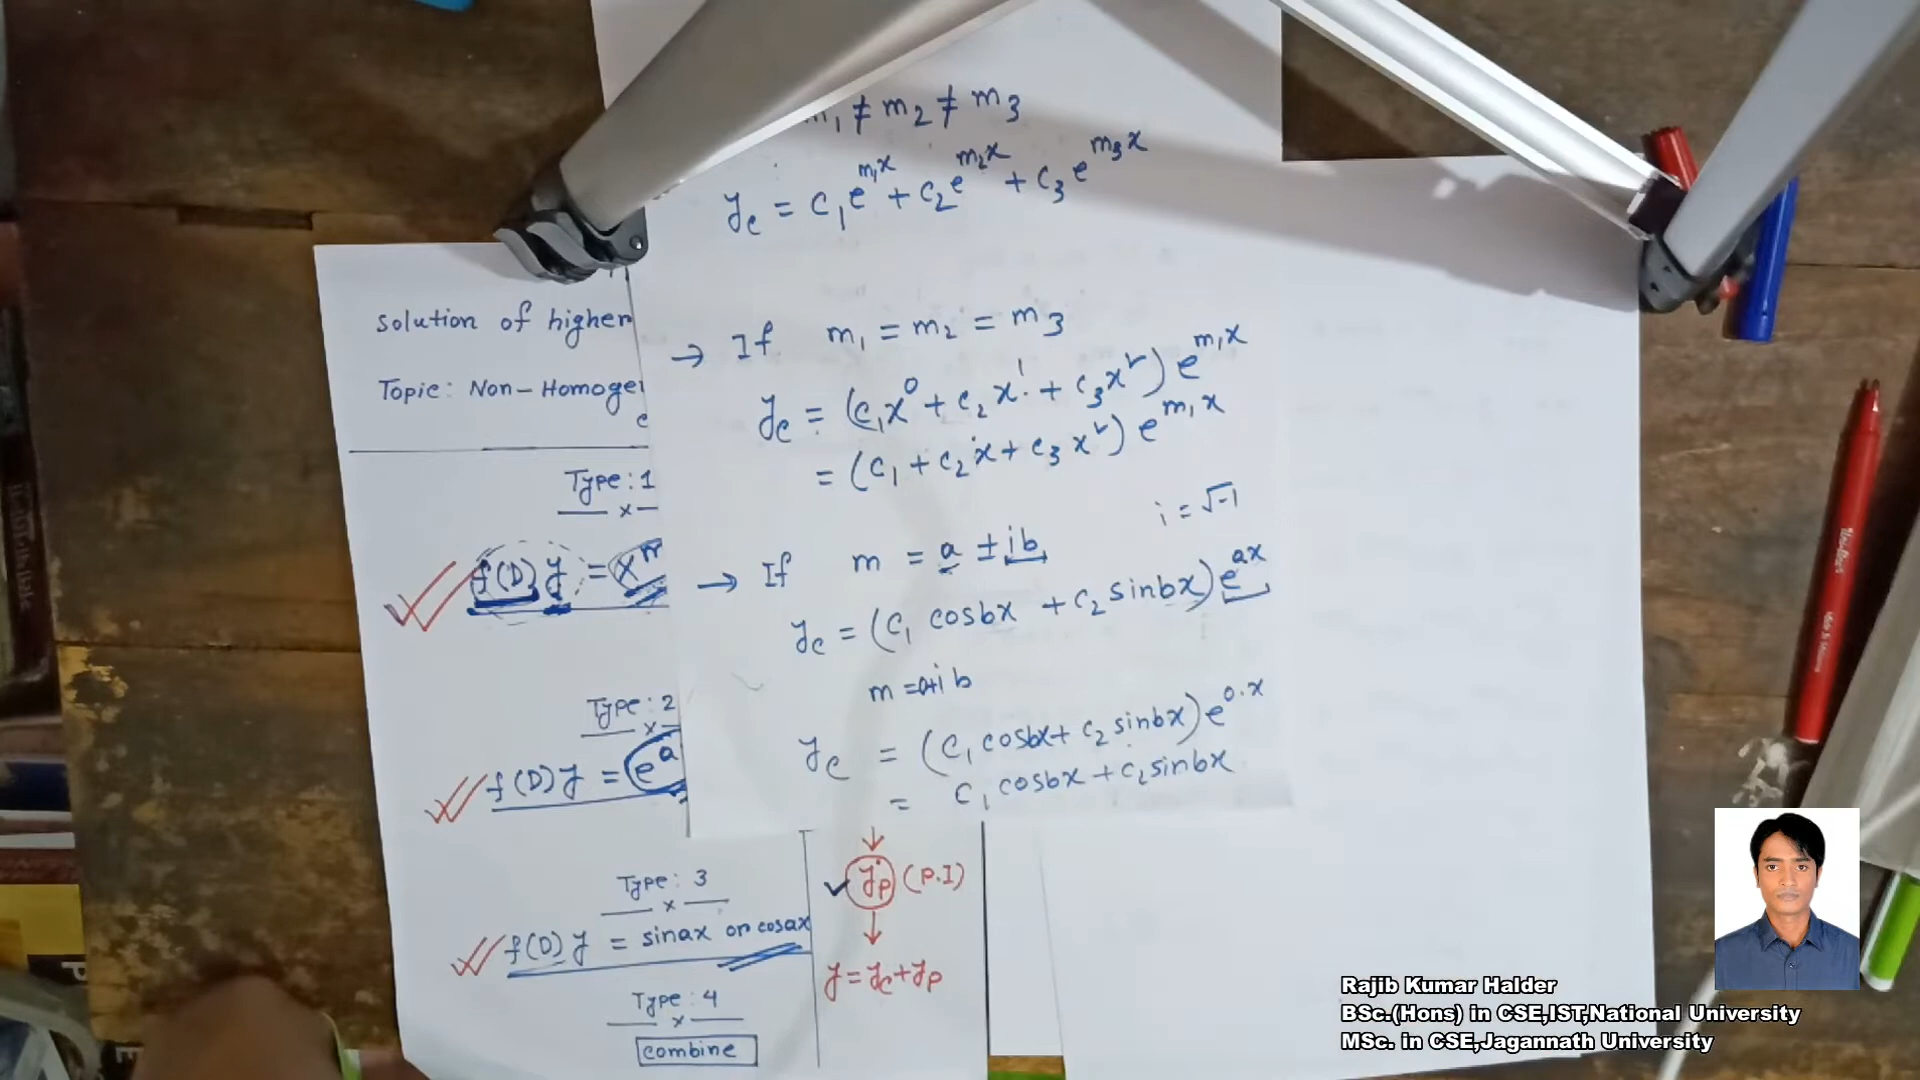 m₁ ≠ m₂ ≠ m₃
y_c = c₁e^{m₁x} + c₂e^{m₂x} + c₃e^{m₃x}
→ If m₁ = m₂ = m₃
y_c = (c₁x⁰ + c₂x¹ + c₃x²) e^{m₁x}
= (c₁ + c₂x + c₃x²) e^{m₁x}
i = √-1
→ If m = a ± ib
y_c = (c₁ cosbx + c₂ sinbx) e^{ax}
m = 0+ib
y_c = (c₁ cosbx + c₂ sinbx) e^{0.x}
= c₁ cosbx + c₂ sinbx
solution of higher
Topic: Non-Homoge
Type: 1
x
f(D) y = x^m
Type: 2
x
f(D) y = e^a
Type: 3
x
f(D) y = sinax or cosax
Type: 4
x
combine
y_p (P.I)
y = y_c + y_p
Rajib Kumar Halder
BSc.(Hons) in CSE,IST,National University
MSc. in CSE,Jagannath University